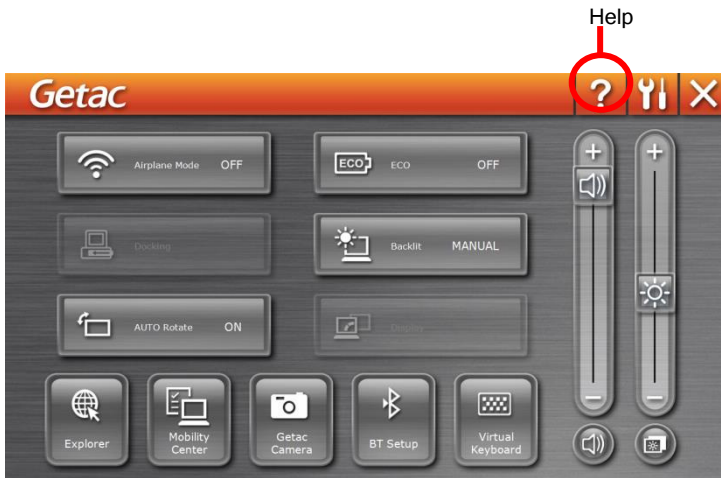 Help
Getac
?
Airplane Mode OFF
ECO ECO OFF
Docking
Backlit MANUAL
AUTO Rotate ON
Display
Explorer
Mobility
Center
Getac
Camera
BT Setup
Virtual
Keyboard